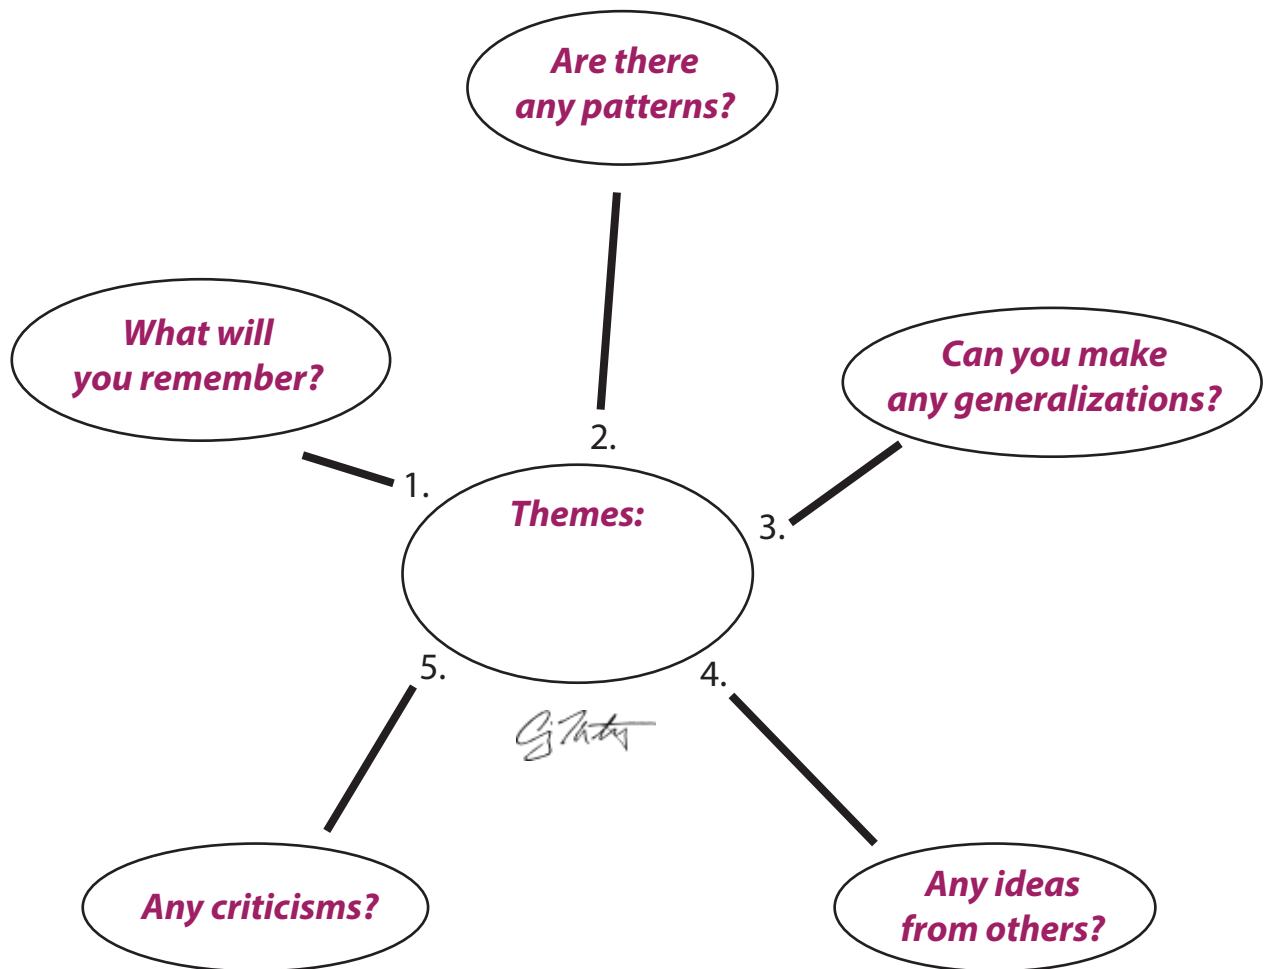 Are there
any patterns?
What will
you remember?
Can you make
any generalizations?
2.
1.
Themes:
3.
5.
4.
Any criticisms?
Any ideas
from others?